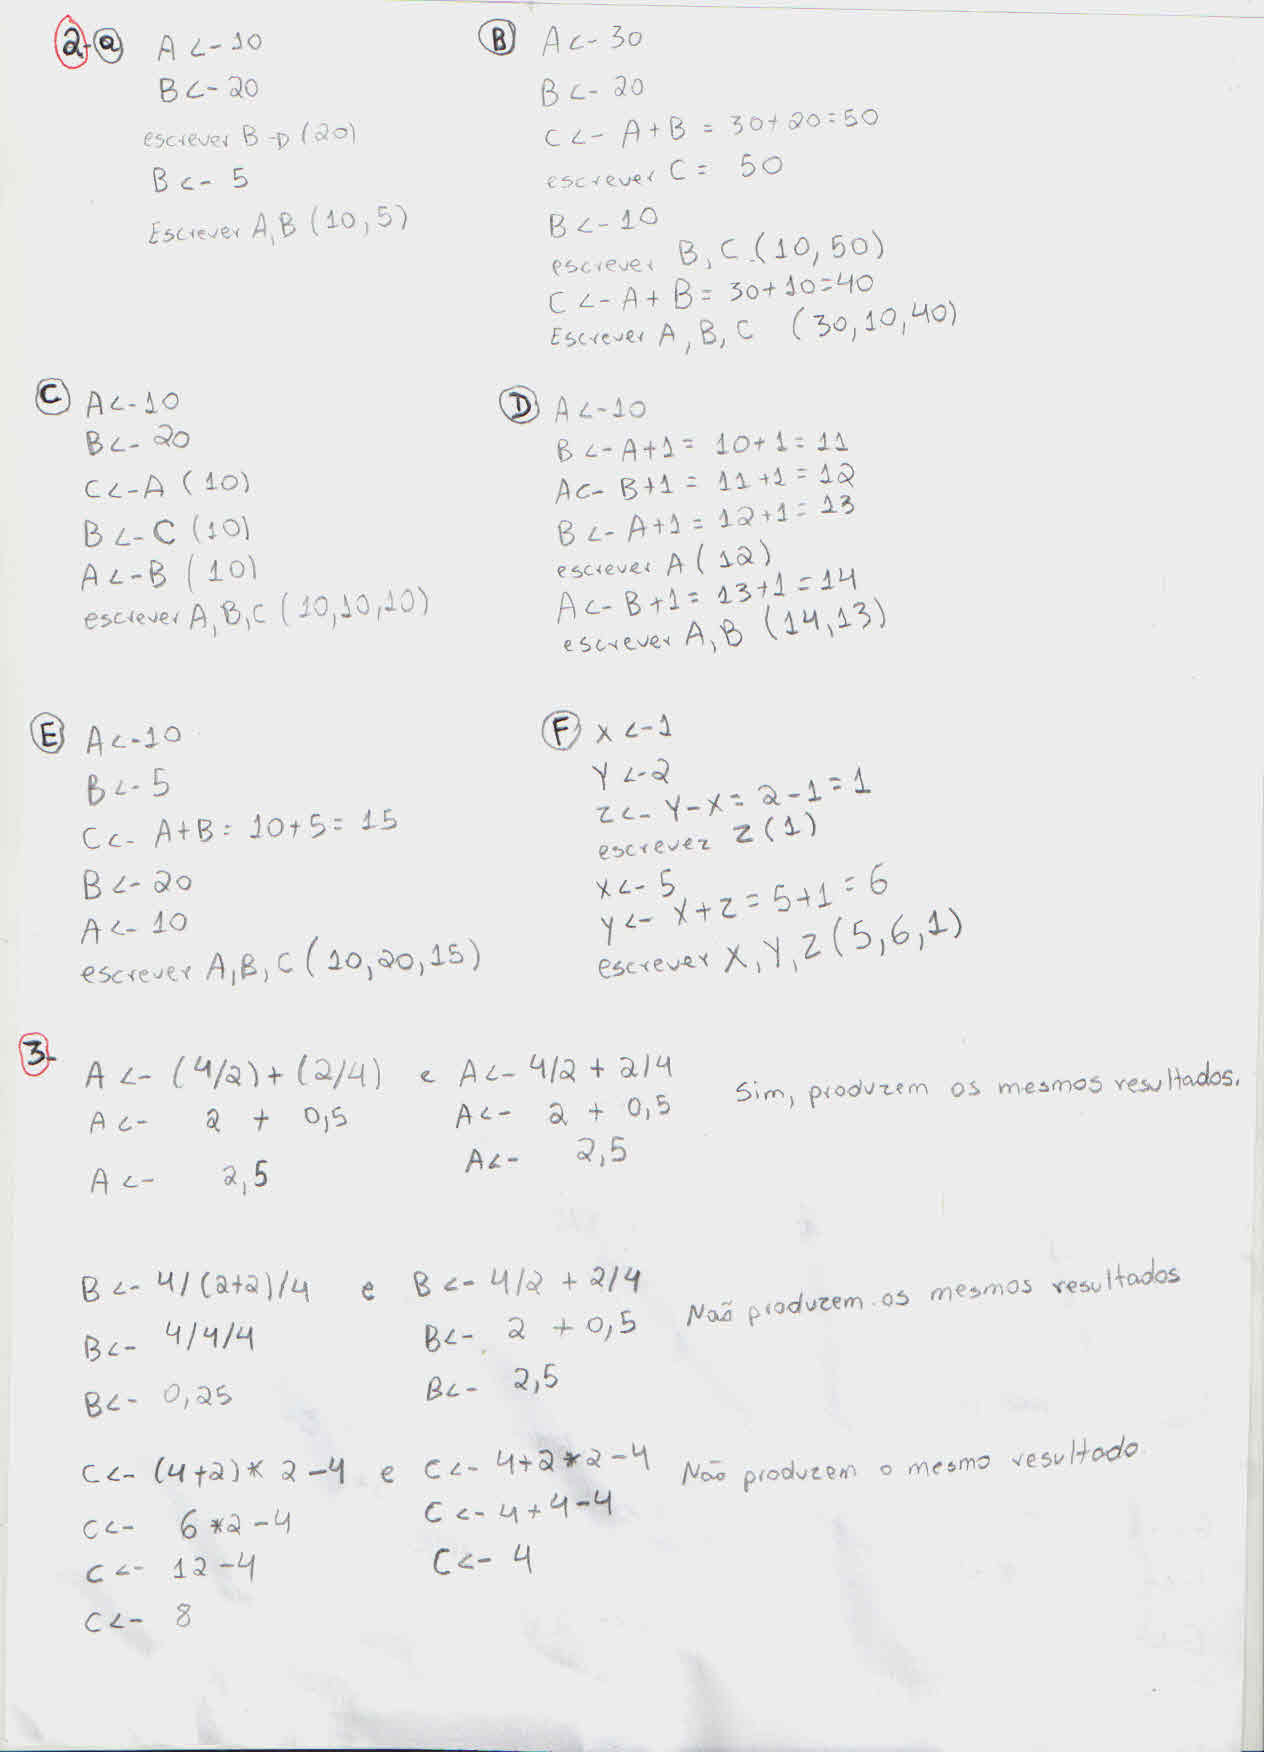 2-a
A <- 10
B <- 20
escrever B -D (20)
B <- 5
Escrever A, B (10, 5)
B
A <- 30
B <- 20
C <- A + B = 30 + 20 = 50
escrever C = 50
B <- 10
escrever B, C (10, 50)
C <- A + B = 30 + 10 = 40
Escrever A, B, C (30, 10, 40)
C
A <- 10
B <- 20
C <- A (10)
B <- C (10)
A <- B (10)
escrever A, B, C (10, 10, 10)
D
A <- 10
B <- A+1 = 10+1 = 11
A <- B+1 = 11+1 = 12
B <- A+1 = 12+1 = 13
escrever A (12)
A <- B+1 = 13+1 = 14
escrever A, B (14, 13)
E
A <- 10
B <- 5
C <- A+B = 10+5 = 15
B <- 20
A <- 10
escrever A, B, C (10, 20, 15)
F
X <- 1
Y <- 2
Z <- Y-X = 2-1 = 1
escrever Z (1)
X <- 5
Y <- X+Z = 5+1 = 6
escrever X, Y, Z (5, 6, 1)
3-
A <- (4/2) + (2/4) e A <- 4/2 + 2/4 Sim, produzem os mesmos resultados.
A <- 2 + 0,5 A <- 2 + 0,5
A <- 2,5 A <- 2,5
B <- 4/(2+2)/4 e B <- 4/2 + 2/4 Não produzem os mesmos resultados
B <- 4/4/4 B <- 2 + 0,5
B <- 0,25 B <- 2,5
C <- (4+2) * 2 - 4 e C <- 4+2*2-4 Não produzem o mesmo resultado
C <- 6*2-4 C <- 4+4-4
C <- 12-4 C <- 4
C <- 8